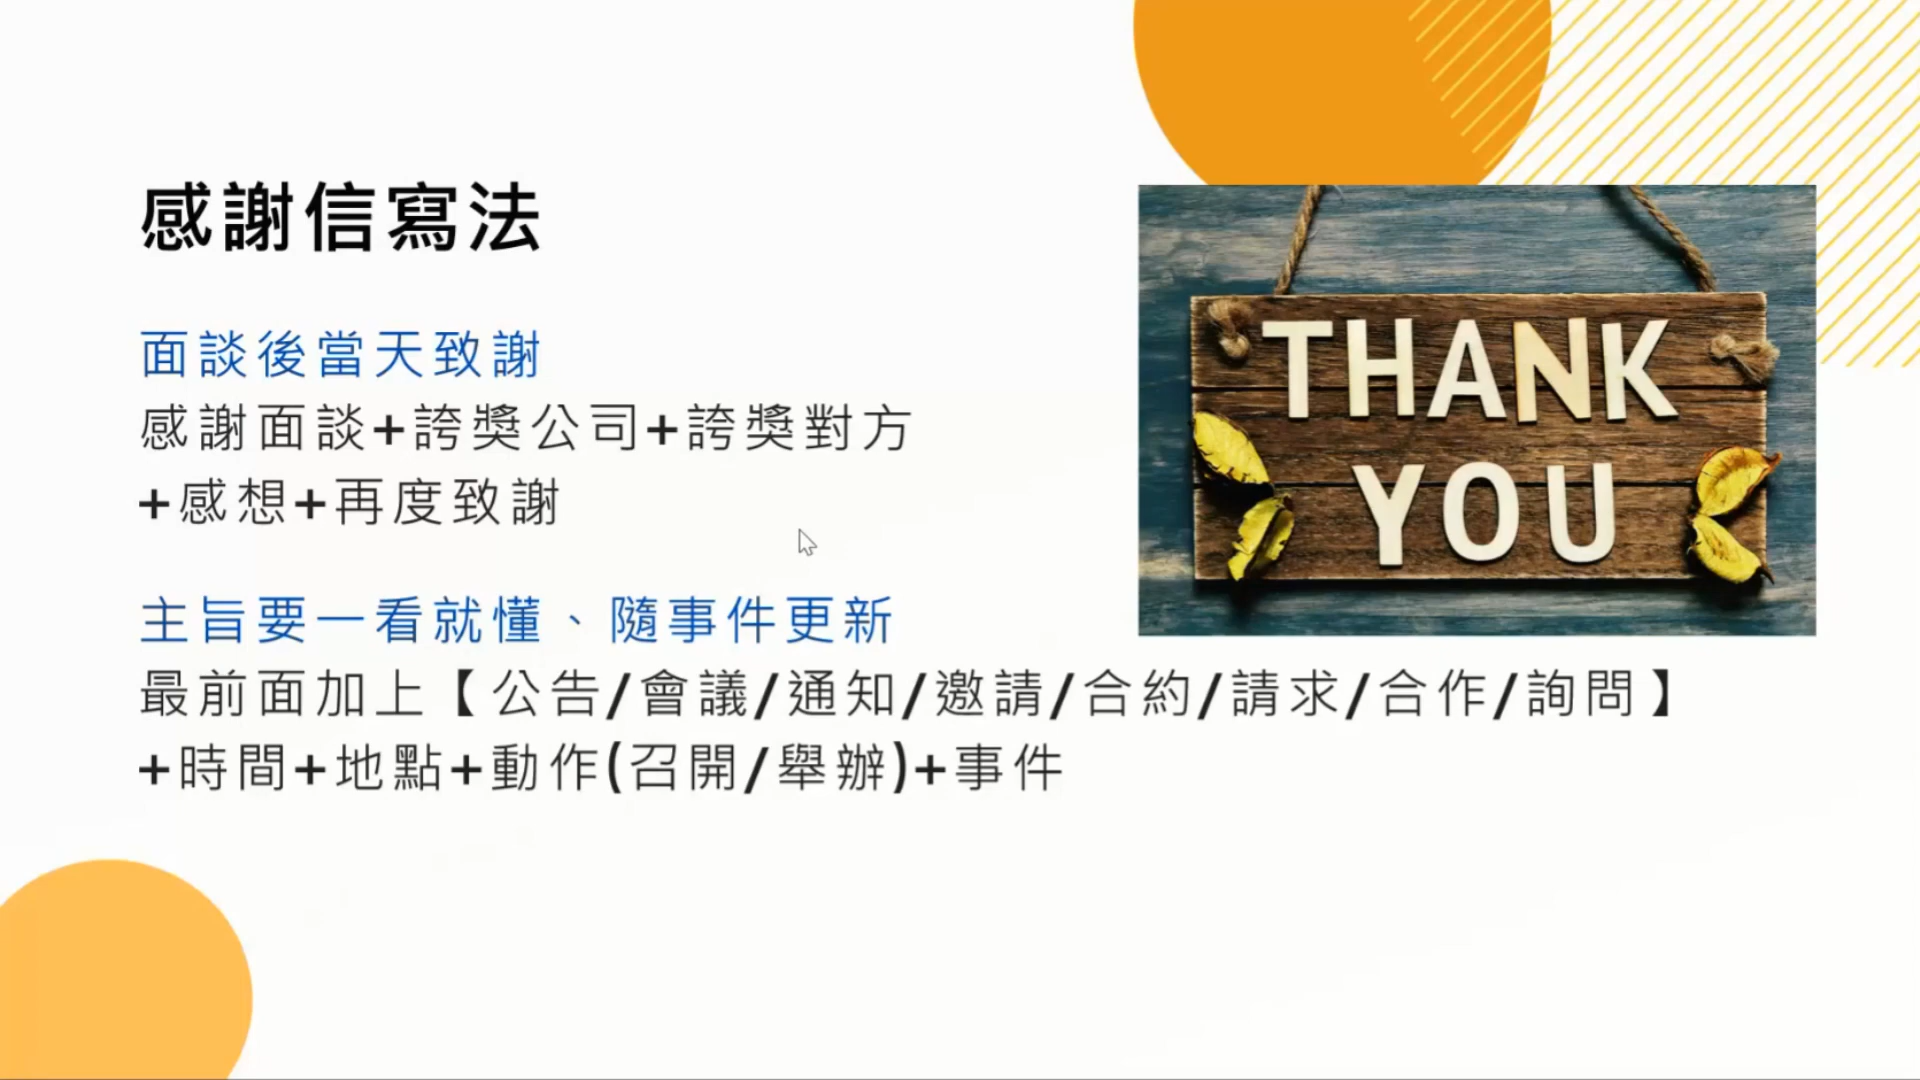 感謝信寫法
面談後當天致謝
感謝面談+誇獎公司+誇獎對方
+感想+再度致謝
主旨要一看就懂、隨事件更新
最前面加上【公告/會議/通知/邀請/合約/請求/合作/詢問】
+時間+地點+動作(召開/舉辦)+事件
THANK
YOU